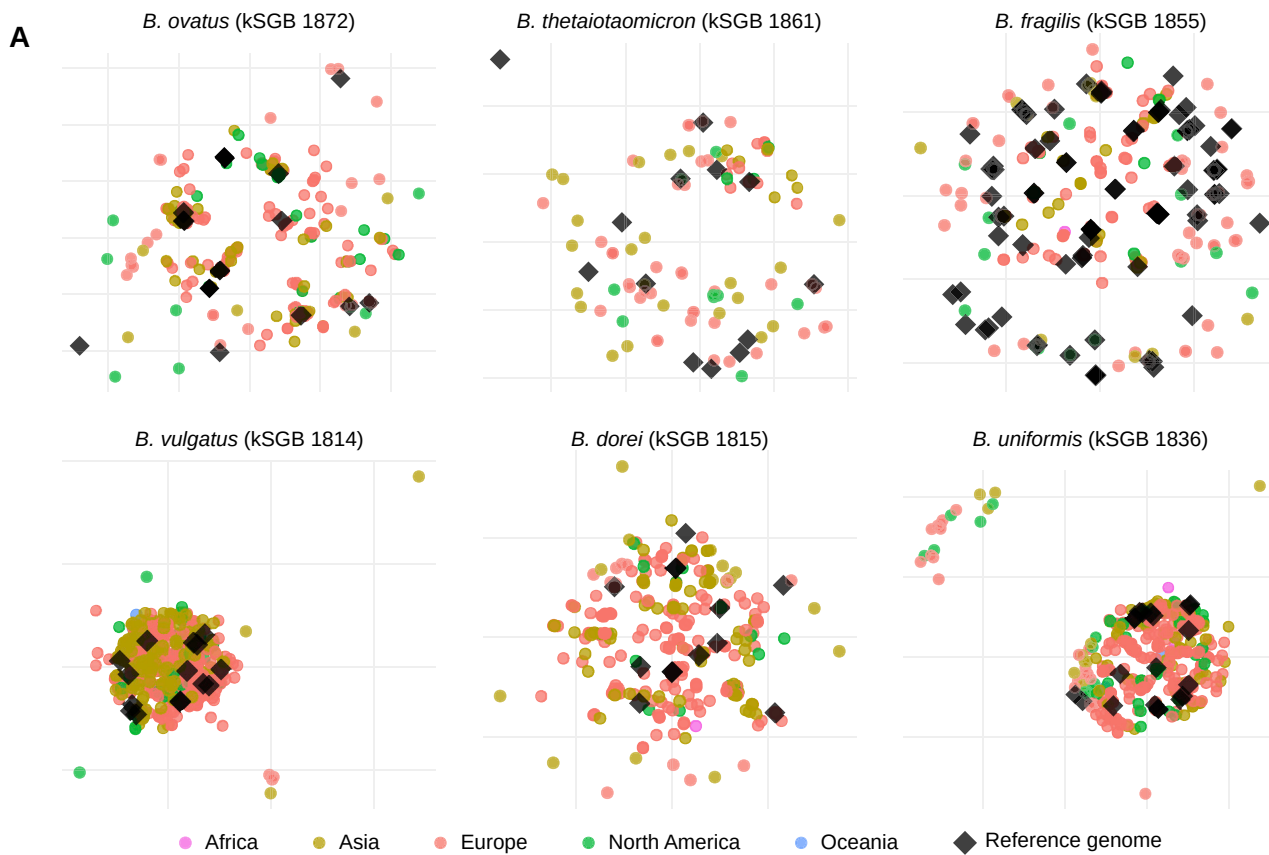 A
B. ovatus (kSGB 1872)
B. thetaiotaomicron (kSGB 1861)
B. fragilis (kSGB 1855)
B. vulgatus (kSGB 1814)
B. dorei (kSGB 1815)
B. uniformis (kSGB 1836)
Africa
Asia
Europe
North America
Oceania
Reference genome